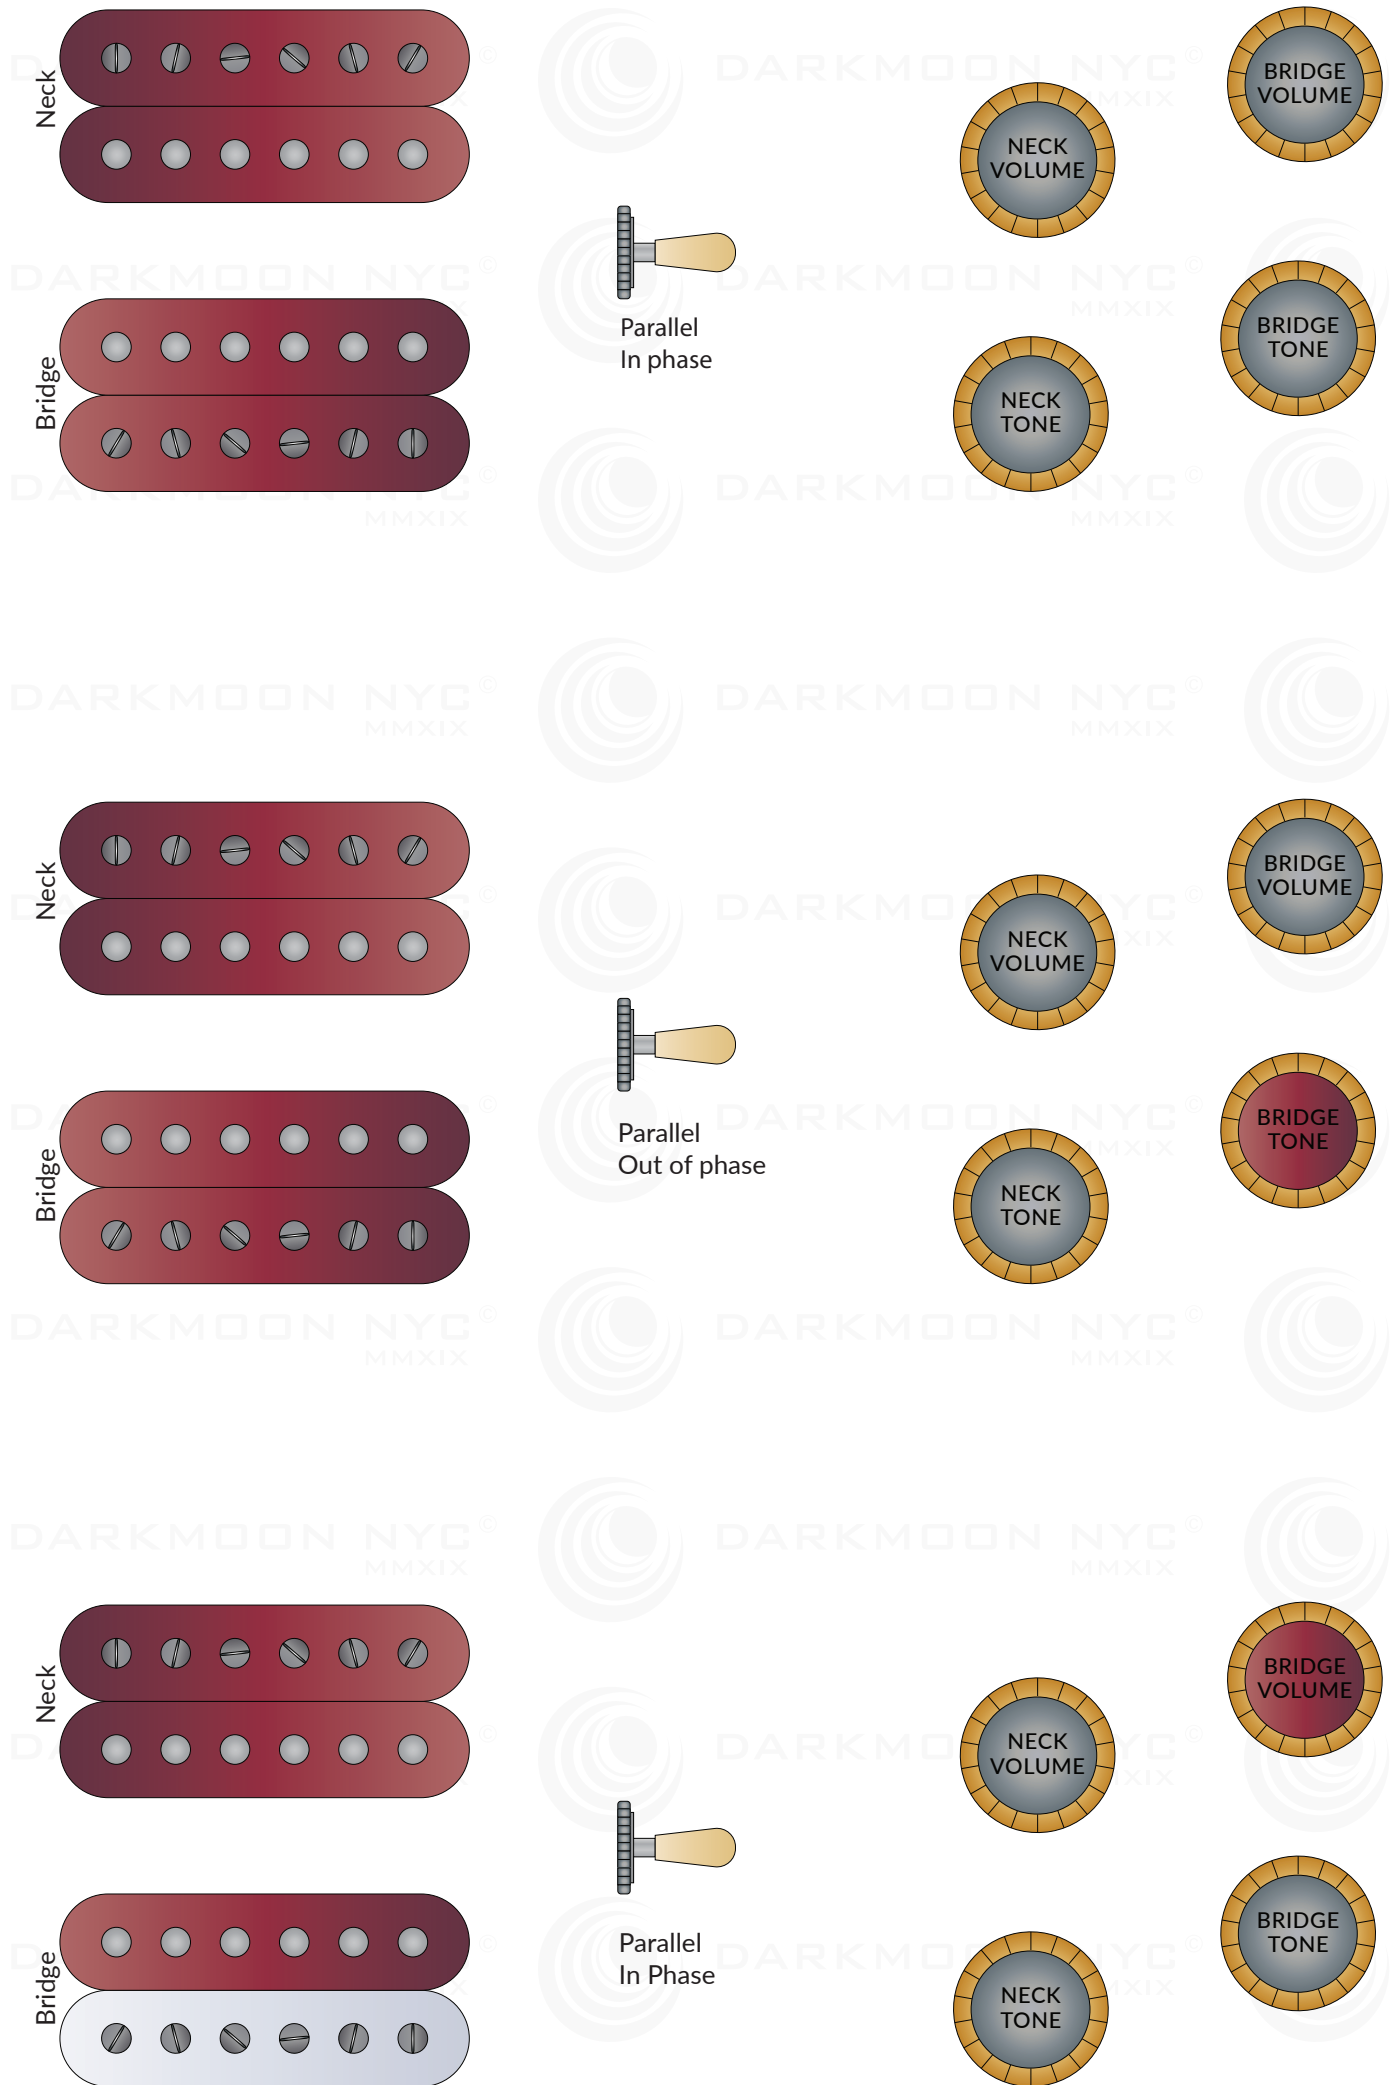 Neck
Bridge
Parallel
In phase
NECK
VOLUME
BRIDGE
VOLUME
NECK
TONE
BRIDGE
TONE
Neck
Bridge
Parallel
Out of phase
NECK
VOLUME
BRIDGE
VOLUME
NECK
TONE
BRIDGE
TONE
Neck
Bridge
Parallel
In Phase
NECK
VOLUME
BRIDGE
VOLUME
NECK
TONE
BRIDGE
TONE
DARKMOON NYC©
MMXIX